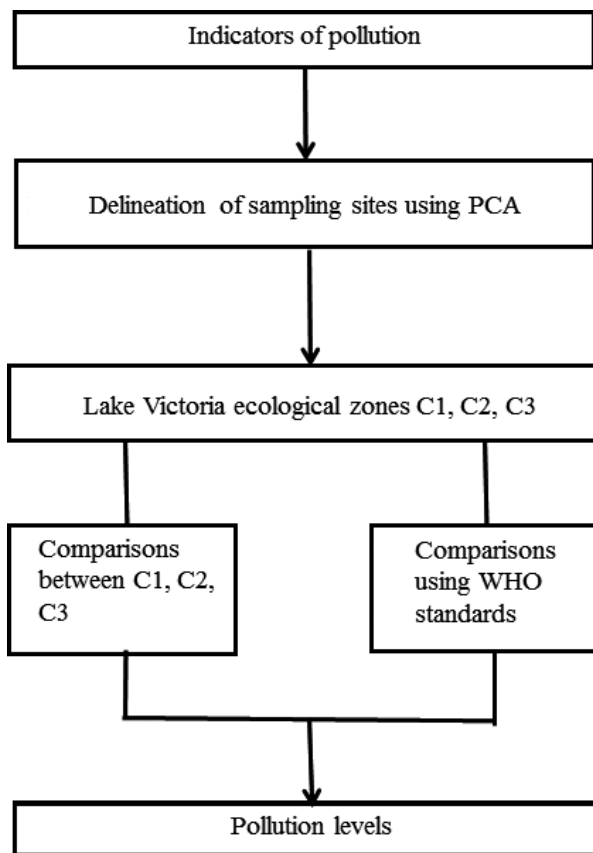 Indicators of pollution
Delineation of sampling sites using PCA
Lake Victoria ecological zones C1, C2, C3
Comparisons
between C1, C2,
C3
Comparisons
using WHO
standards
Pollution levels